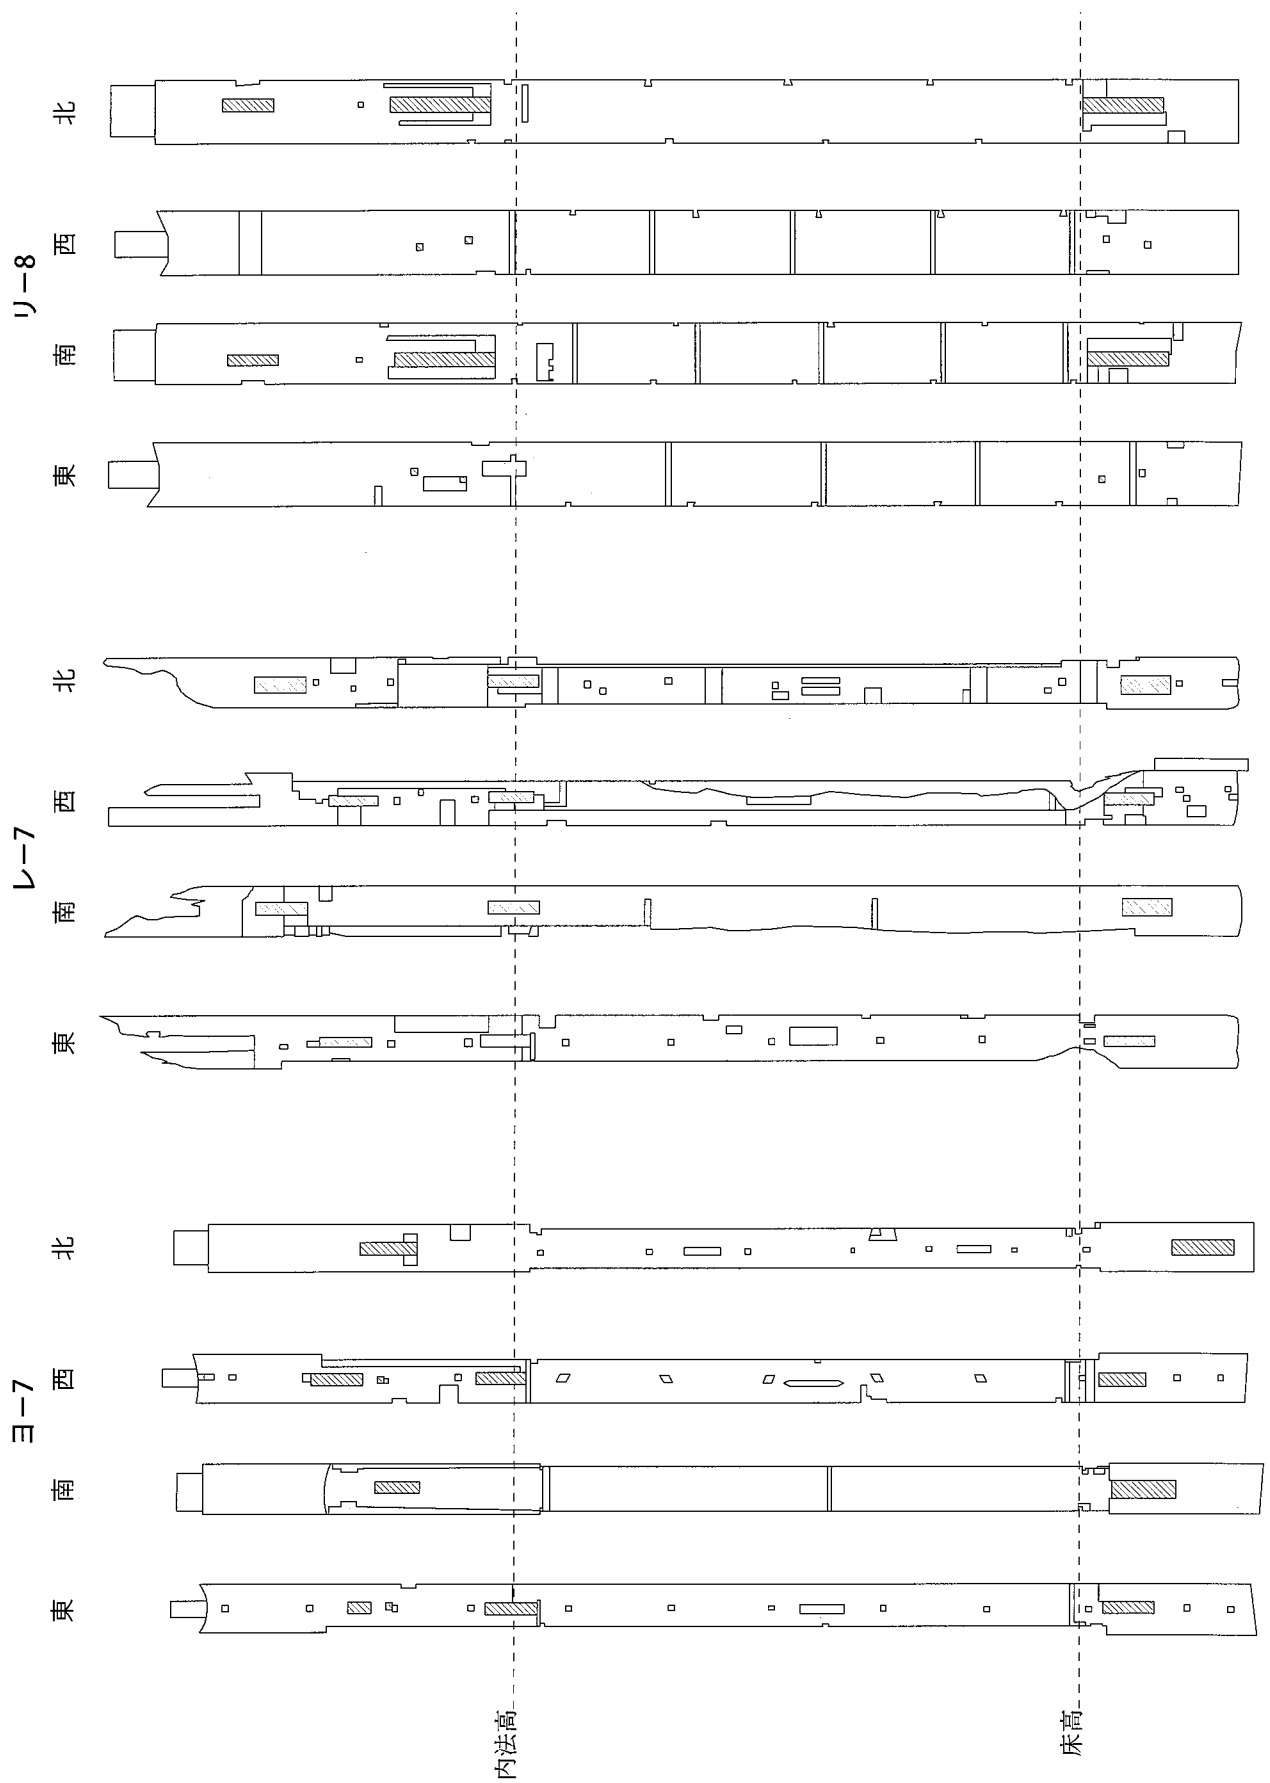 ヨ－7 レ－7 リ－8
東 南 西 北 東 南 西 北 東 南 西 北
内法高
床高